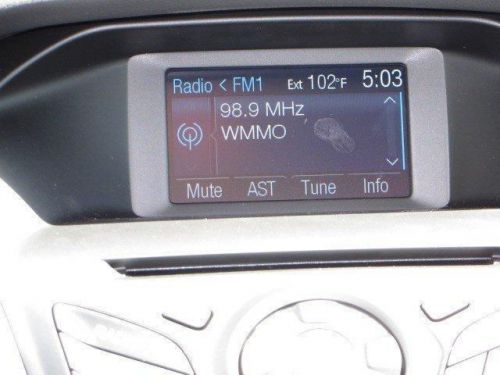 Radio < FM1 Ext 102°F 5:03
98.9 MHz
WMMO
Mute AST Tune Info